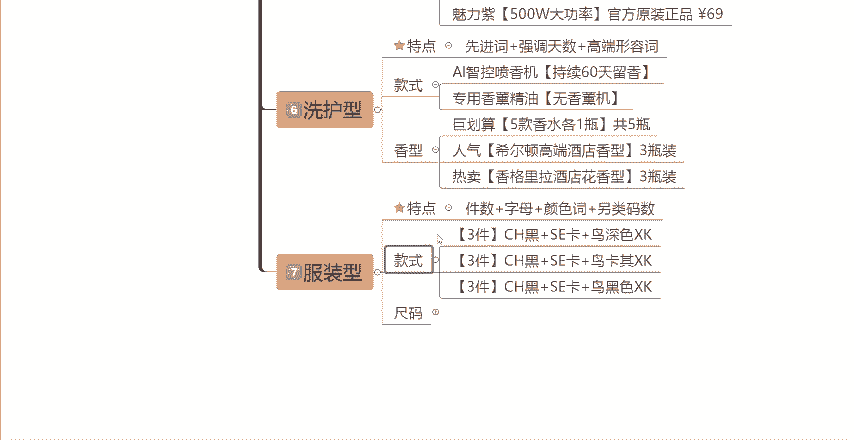 魅力紫【500W大功率】官方原装正品 ¥69
特点
先进词+强调天数+高端形容词
款式
AI智控喷香机【持续60天留香】
专用香薰精油【无香薰机】
6 洗护型
香型
巨划算【5款香水各1瓶】共5瓶
人气【希尔顿高端酒店香型】3瓶装
热卖【香格里拉酒店花香型】3瓶装
特点
件数+字母+颜色词+另类码数
7 服装型
款式
【3件】CH黑+SE卡+鸟深色XK
【3件】CH黑+SE卡+鸟卡其XK
【3件】CH黑+SE卡+鸟黑色XK
尺码